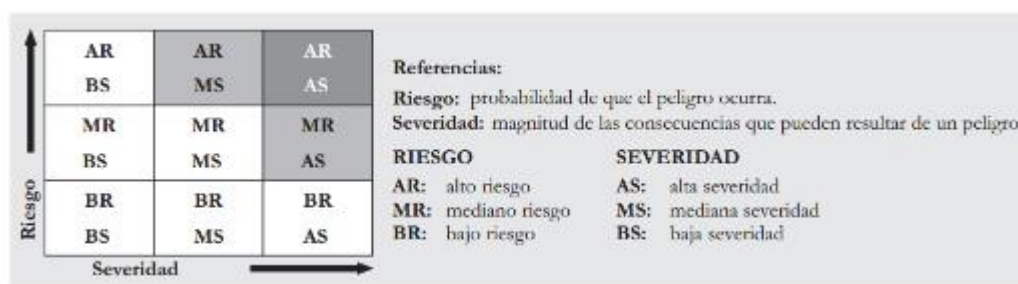 AR AR AR
BS MS AS
MR MR MR
BS MS AS
BR BR BR
BS MS AS
Riesgo
Severidad
Referencias:
Riesgo: probabilidad de que el peligro ocurra.
Severidad: magnitud de las consecuencias que pueden resultar de un peligro
RIESGO SEVERIDAD
AR: alto riesgo AS: alta severidad
MR: mediano riesgo MS: mediana severidad
BR: bajo riesgo BS: baja severidad